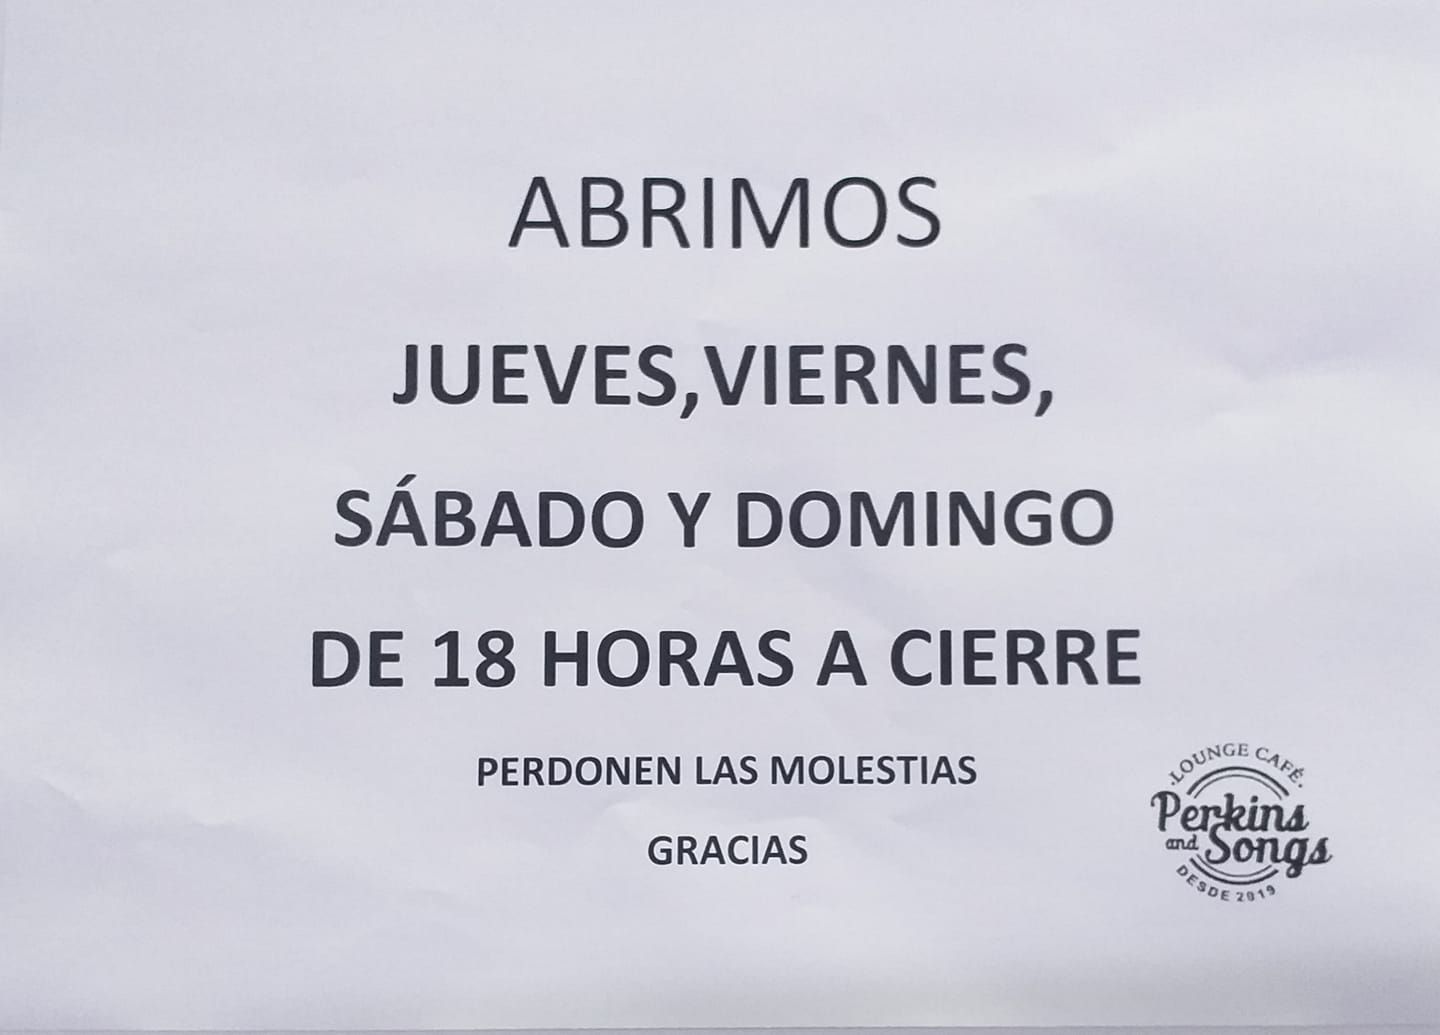 ABRIMOS
JUEVES,VIERNES,
SÁBADO Y DOMINGO
DE 18 HORAS A CIERRE
PERDONEN LAS MOLESTIAS
GRACIAS
·LOUNGE CAFÉ·
Perkins
and Songs
DESDE 2019